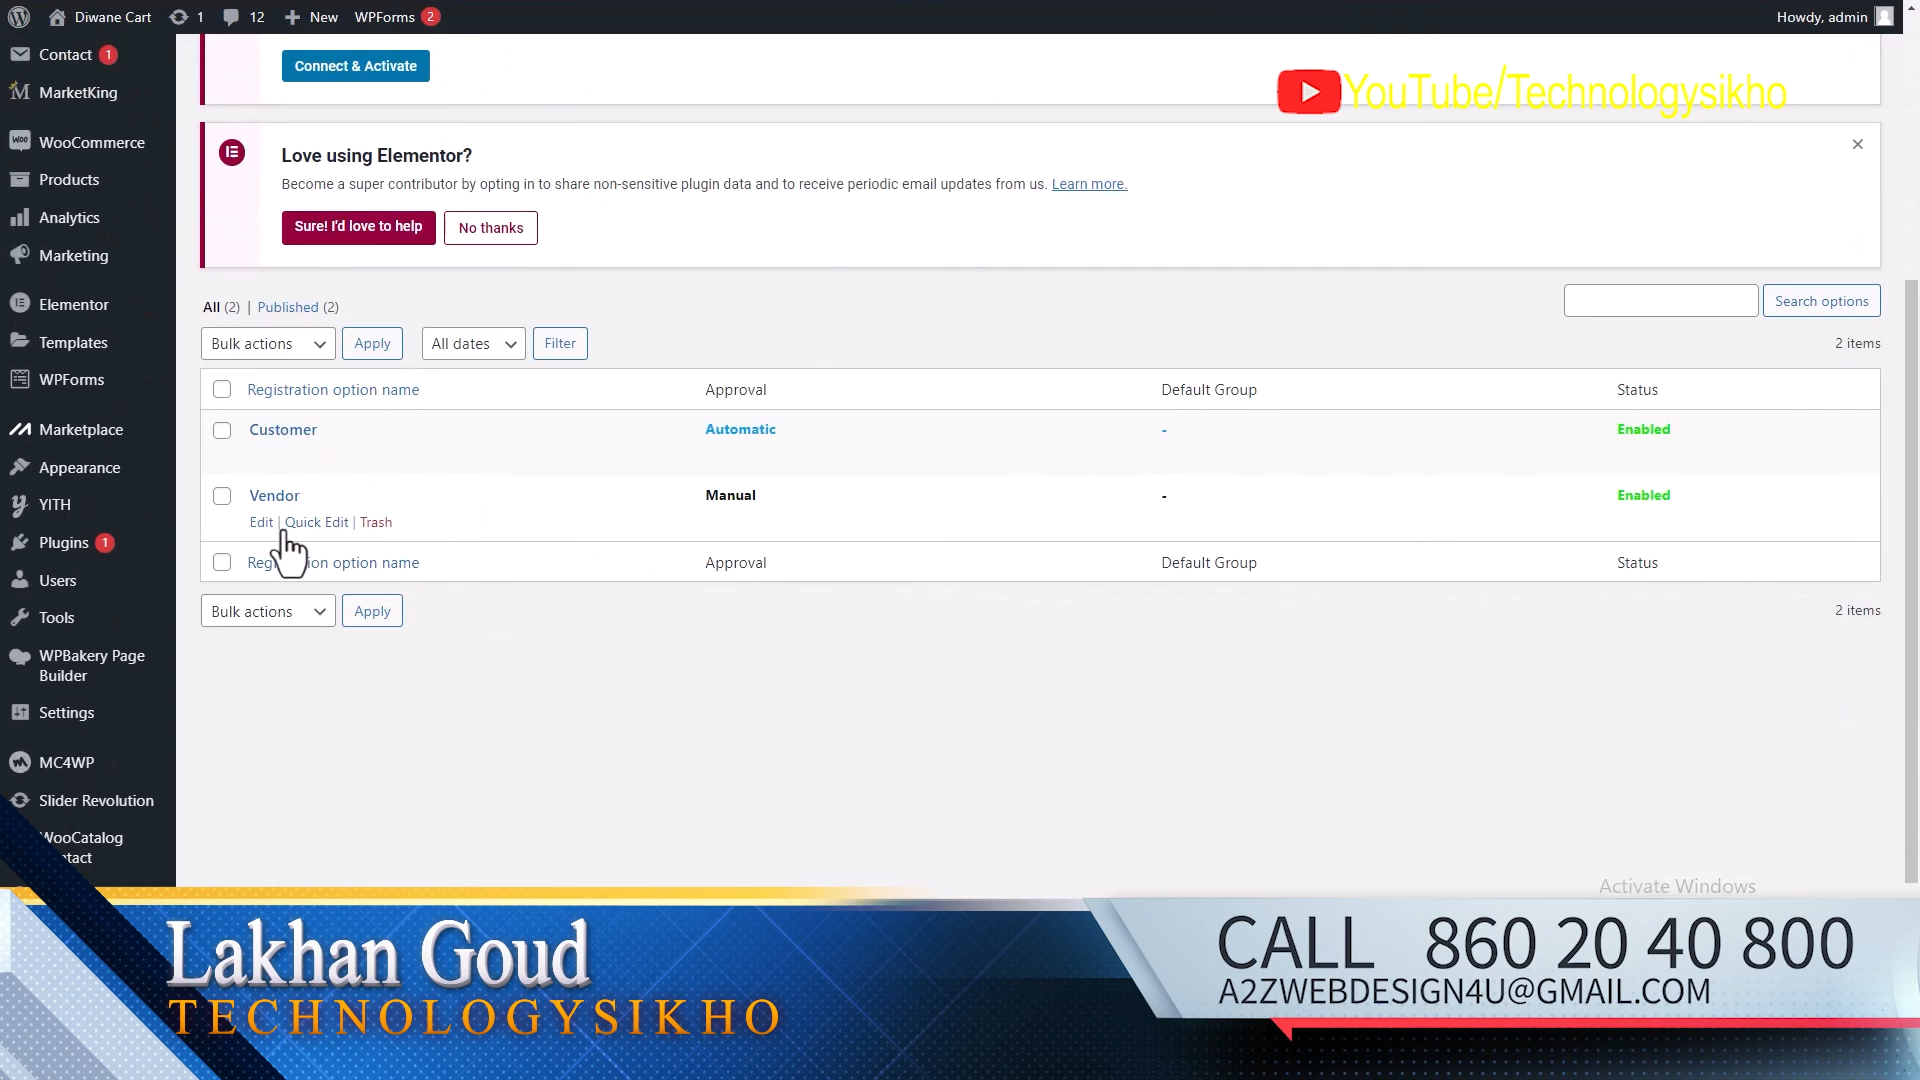 Diwane Cart 1 12 New WPForms 2 Howdy, admin
Contact 1
MarketKing
WooCommerce
Products
Analytics
Marketing
Elementor
Templates
WPForms
Marketplace
Appearance
YITH
Plugins 1
Users
Tools
WPBakery Page
Builder
Settings
MC4WP
Slider Revolution
WooCatalog
Connect & Activate
YouTube/Technologysikho
Love using Elementor?
Become a super contributor by opting in to share non-sensitive plugin data and to receive periodic email updates from us. Learn more.
Sure! I'd love to help No thanks
All (2) | Published (2)
Search options
Bulk actions Apply All dates Filter 2 items
Registration option name Approval Default Group Status
Customer Automatic - Enabled
Vendor Manual - Enabled
Edit | Quick Edit | Trash
option name Approval Default Group Status
Bulk actions Apply 2 items
Activate Windows
Lakhan Goud
TECHNOLOGYSIKHO
CALL 860 20 40 800
A2ZWEBDESIGN4U@GMAIL.COM